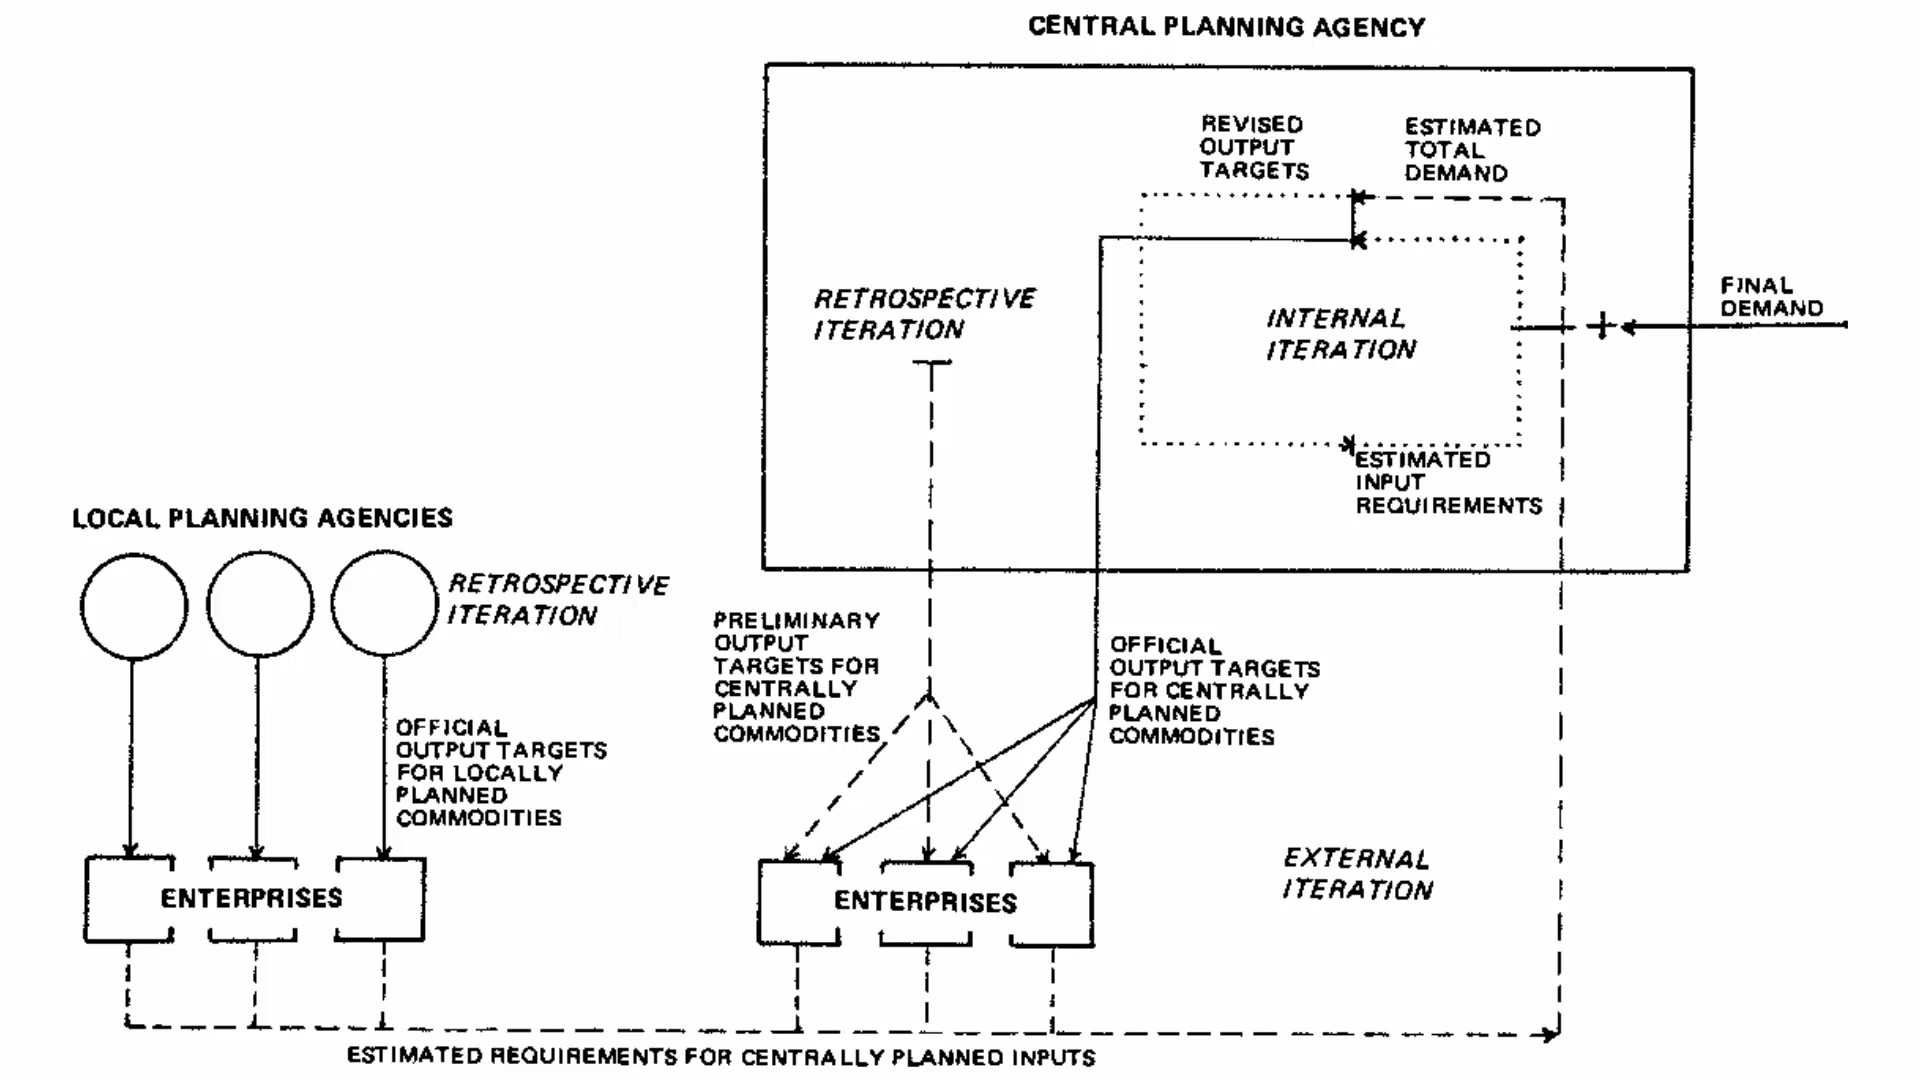 CENTRAL PLANNING AGENCY
REVISED
OUTPUT
TARGETS
ESTIMATED
TOTAL
DEMAND
RETROSPECTIVE
ITERATION
INTERNAL
ITERATION
FINAL
DEMAND
ESTIMATED
INPUT
REQUIREMENTS
LOCAL PLANNING AGENCIES
RETROSPECTIVE
ITERATION
PRELIMINARY
OUTPUT
TARGETS FOR
CENTRALLY
PLANNED
COMMODITIES
OFFICIAL
OUTPUT TARGETS
FOR CENTRALLY
PLANNED
COMMODITIES
OFFICIAL
OUTPUT TARGETS
FOR LOCALLY
PLANNED
COMMODITIES
ENTERPRISES
ENTERPRISES
EXTERNAL
ITERATION
ESTIMATED REQUIREMENTS FOR CENTRALLY PLANNED INPUTS